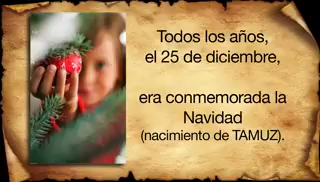 Todos los años,
el 25 de diciembre,
era conmemorada la
Navidad
(nacimiento de TAMUZ).